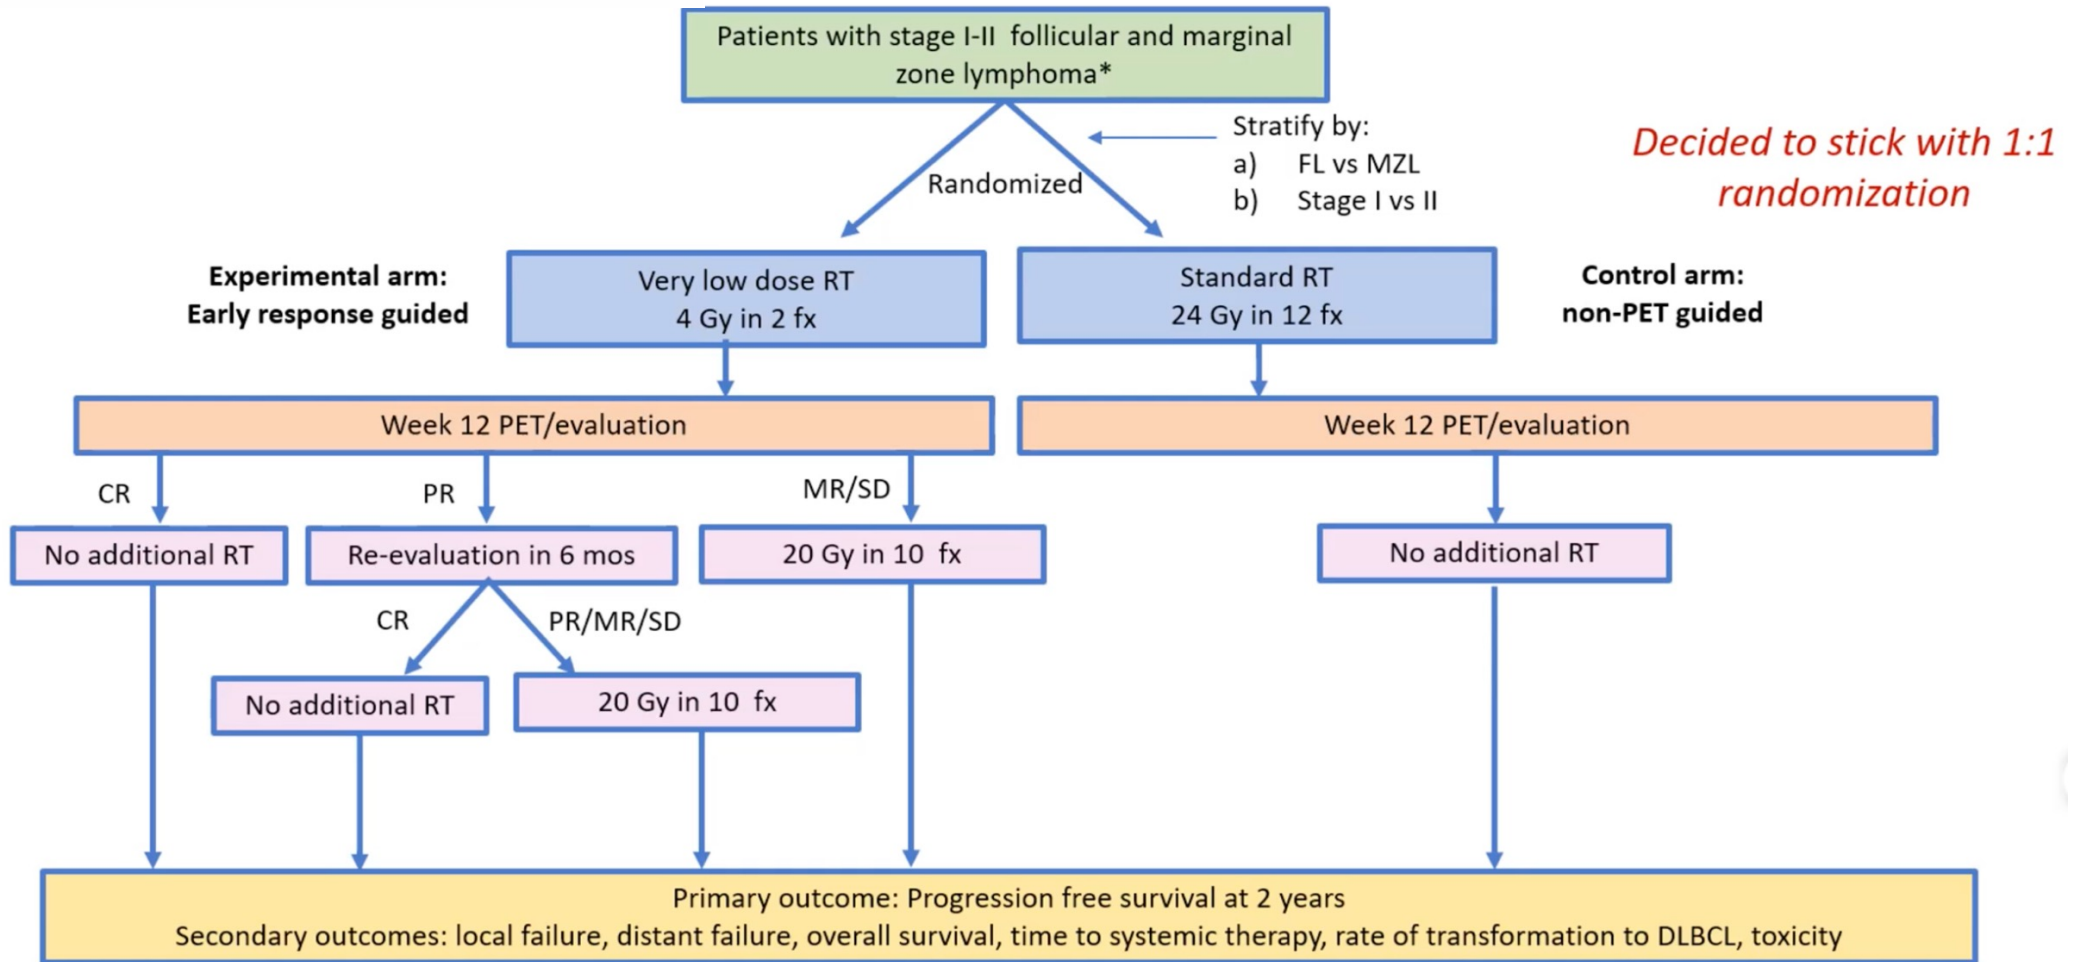 Patients with stage I-II follicular and marginal
zone lymphoma*
Stratify by:
a) FL vs MZL
b) Stage I vs II
Randomized
Decided to stick with 1:1
randomization
Experimental arm:
Early response guided
Very low dose RT
4 Gy in 2 fx
Standard RT
24 Gy in 12 fx
Control arm:
non-PET guided
Week 12 PET/evaluation
Week 12 PET/evaluation
CR
PR
MR/SD
No additional RT
Re-evaluation in 6 mos
20 Gy in 10 fx
No additional RT
CR
PR/MR/SD
No additional RT
20 Gy in 10 fx
Primary outcome: Progression free survival at 2 years
Secondary outcomes: local failure, distant failure, overall survival, time to systemic therapy, rate of transformation to DLBCL, toxicity